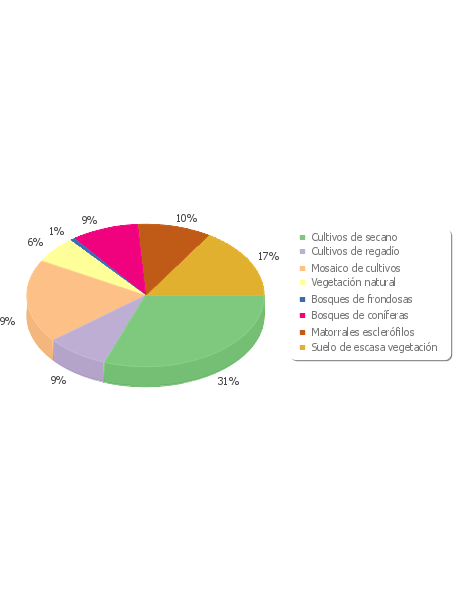 9%
10%
1%
6%
17%
9%
9%
31%
Cultivos de secano
Cultivos de regadío
Mosaico de cultivos
Vegetación natural
Bosques de frondosas
Bosques de coníferas
Matorrales esclerófilos
Suelo de escasa vegetación